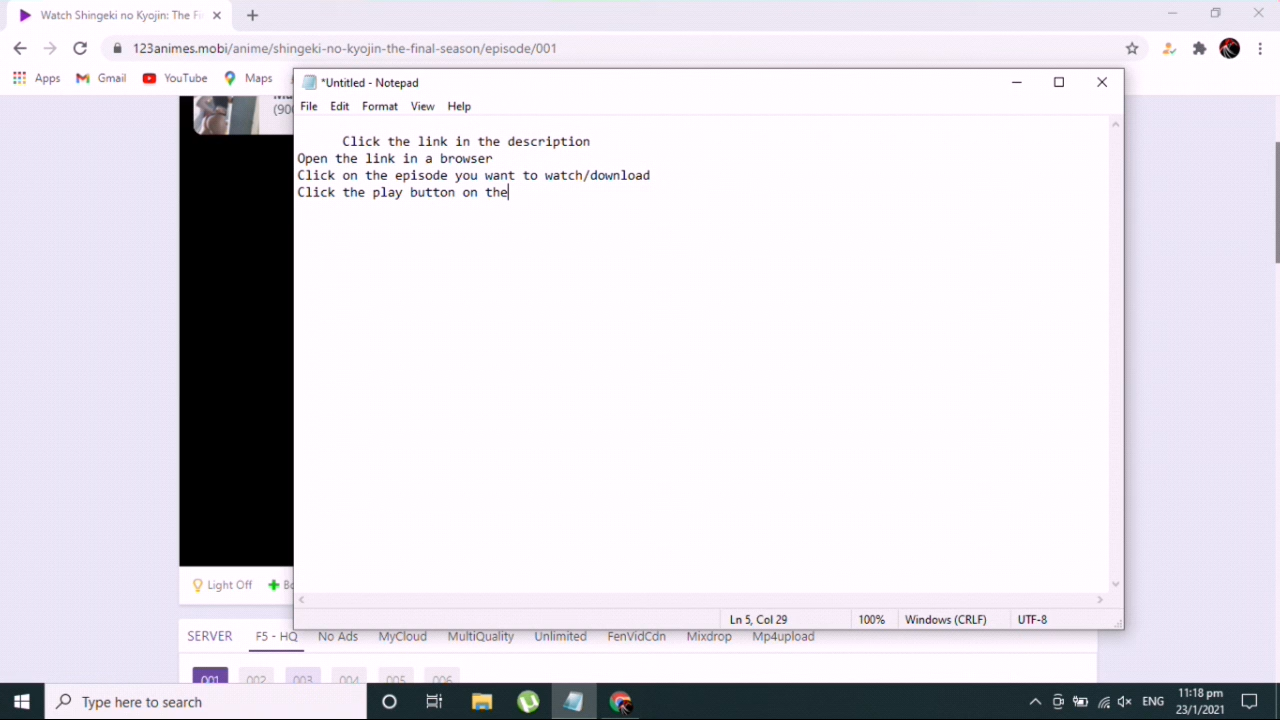 Watch Shingeki no Kyojin: The Fi
123animes.mobi/anime/shingeki-no-kyojin-the-final-season/episode/001
Apps Gmail YouTube Maps
(900
*Untitled - Notepad
File Edit Format View Help
Click the link in the description
Open the link in a browser
Click on the episode you want to watch/download
Click the play button on the
Ln 5, Col 29 100% Windows (CRLF) UTF-8
Light Off
SERVER F5 - HQ No Ads MyCloud MultiQuality Unlimited FenVidCdn Mixdrop Mp4upload
001 002 003 004 005 006
Type here to search
ENG
11:18 pm
23/1/2021